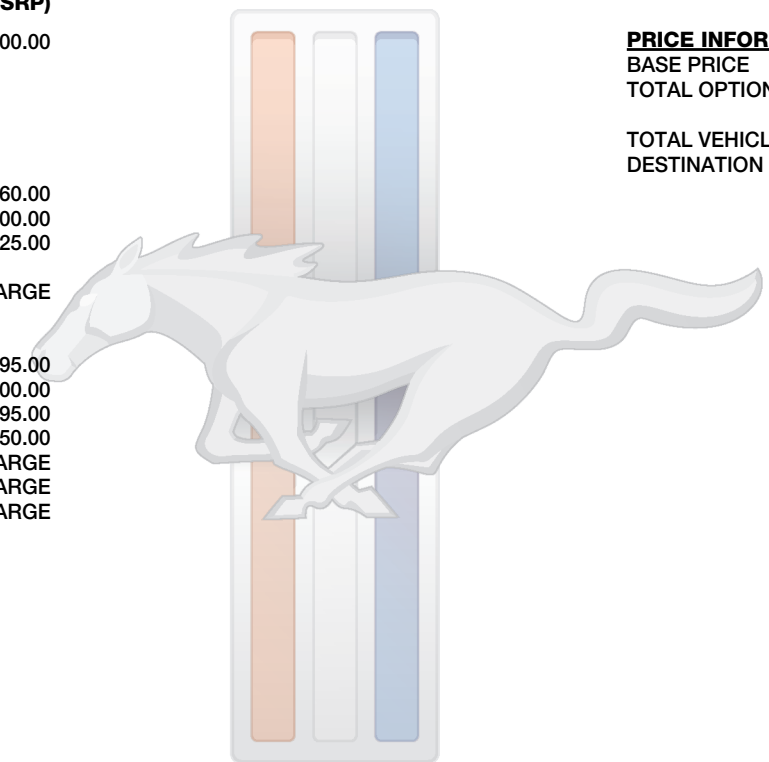 SRP)
00.00
60.00
00.00
25.00
ARGE
95.00
00.00
95.00
50.00
ARGE
ARGE
ARGE
PRICE INFOR
BASE PRICE
TOTAL OPTION
TOTAL VEHICL
DESTINATION